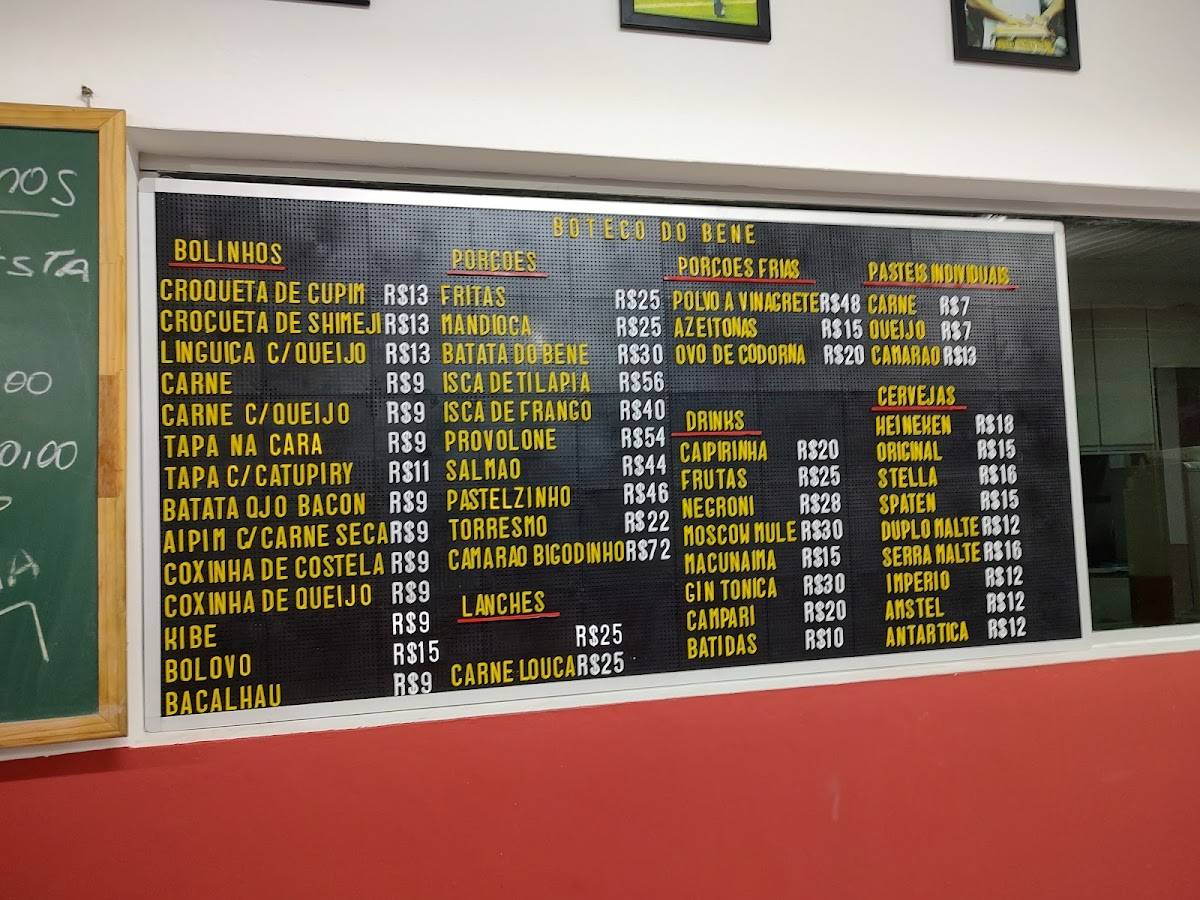 BOTECO DO BENE
BOLINHOS
CROQUETA DE CUPIM R$13
CROCUETA DE SHIMEJI R$13
LINGUICA C/QUEIJO R$13
CARNE R$9
CARNE C/QUEIJO R$9
TAPA NA CARA R$9
TAPA C/CATUPIRY R$11
BATATA QJO BACON R$9
AIPIM C/CARNE SECA R$9
COXINHA DE COSTELA R$9
COXINHA DE QUEIJO R$9
KIBE R$9
BOLOVO R$15
BACALHAU R$9
PORÇOES
FRITAS R$25
MANDIOCA R$25
BATATA DO BENE R$30
ISCA DE TILAPIA R$56
ISCA DE FRANGO R$40
PROVOLONE R$54
SALMAO R$44
PASTELZINHO R$46
TORRESMO R$22
CAMARAO BIGODINHO R$72
LANCHES
R$25
CARNE LOUCA R$25
PORCOES FRIAS
POLVO A VINAGRETE R$48
AZEITONAS R$15
OVO DE CODORNA R$20
DRINKS
CAIPIRINHA R$20
FRUTAS R$25
NEGRONI R$28
MOSCOW MULE R$30
MACUNAIMA R$15
GIN TONICA R$30
CAMPARI R$20
BATIDAS R$10
PASTEIS INDIVIDUAIS
CARNE R$7
QUEIJO R$7
CAMARAO R$13
CERVEJAS
HEINEKEN R$18
ORIGINAL R$15
STELLA R$16
SPATEN R$15
DUPLO MALTE R$12
SERRA MALTE R$16
IMPERIO R$12
AMSTEL R$12
ANTARTICA R$12